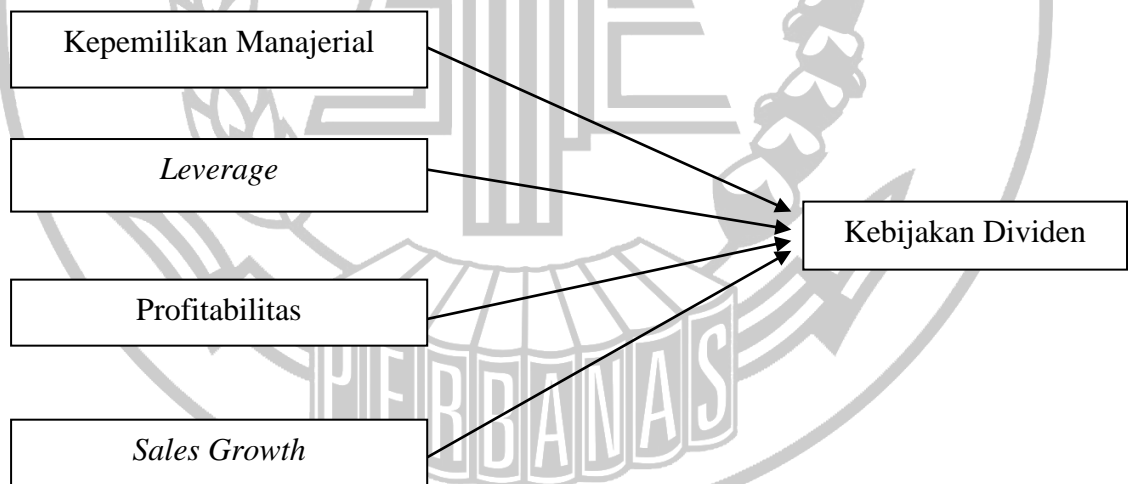 Kepemilikan Manajerial
Leverage
Kebijakan Dividen
Profitabilitas
PERBANAS
Sales Growth